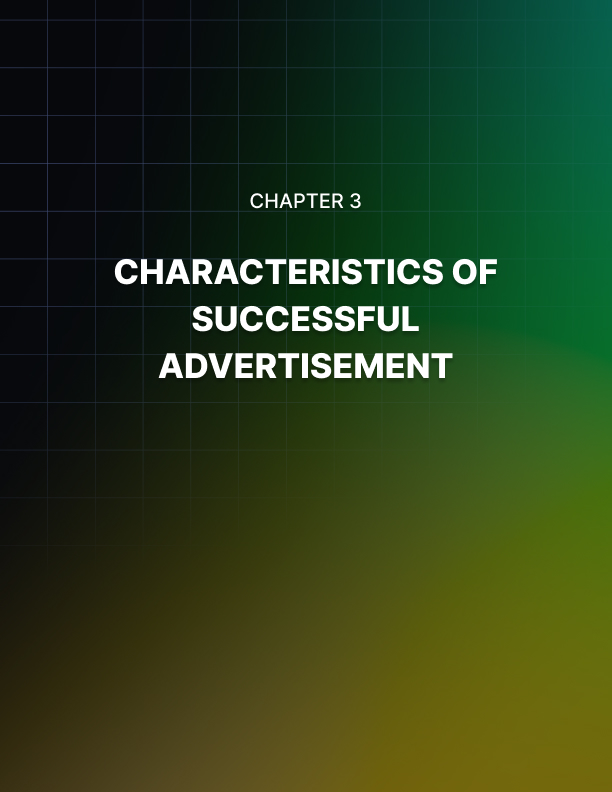 CHAPTER 3
CHARACTERISTICS OF
SUCCESSFUL
ADVERTISEMENT